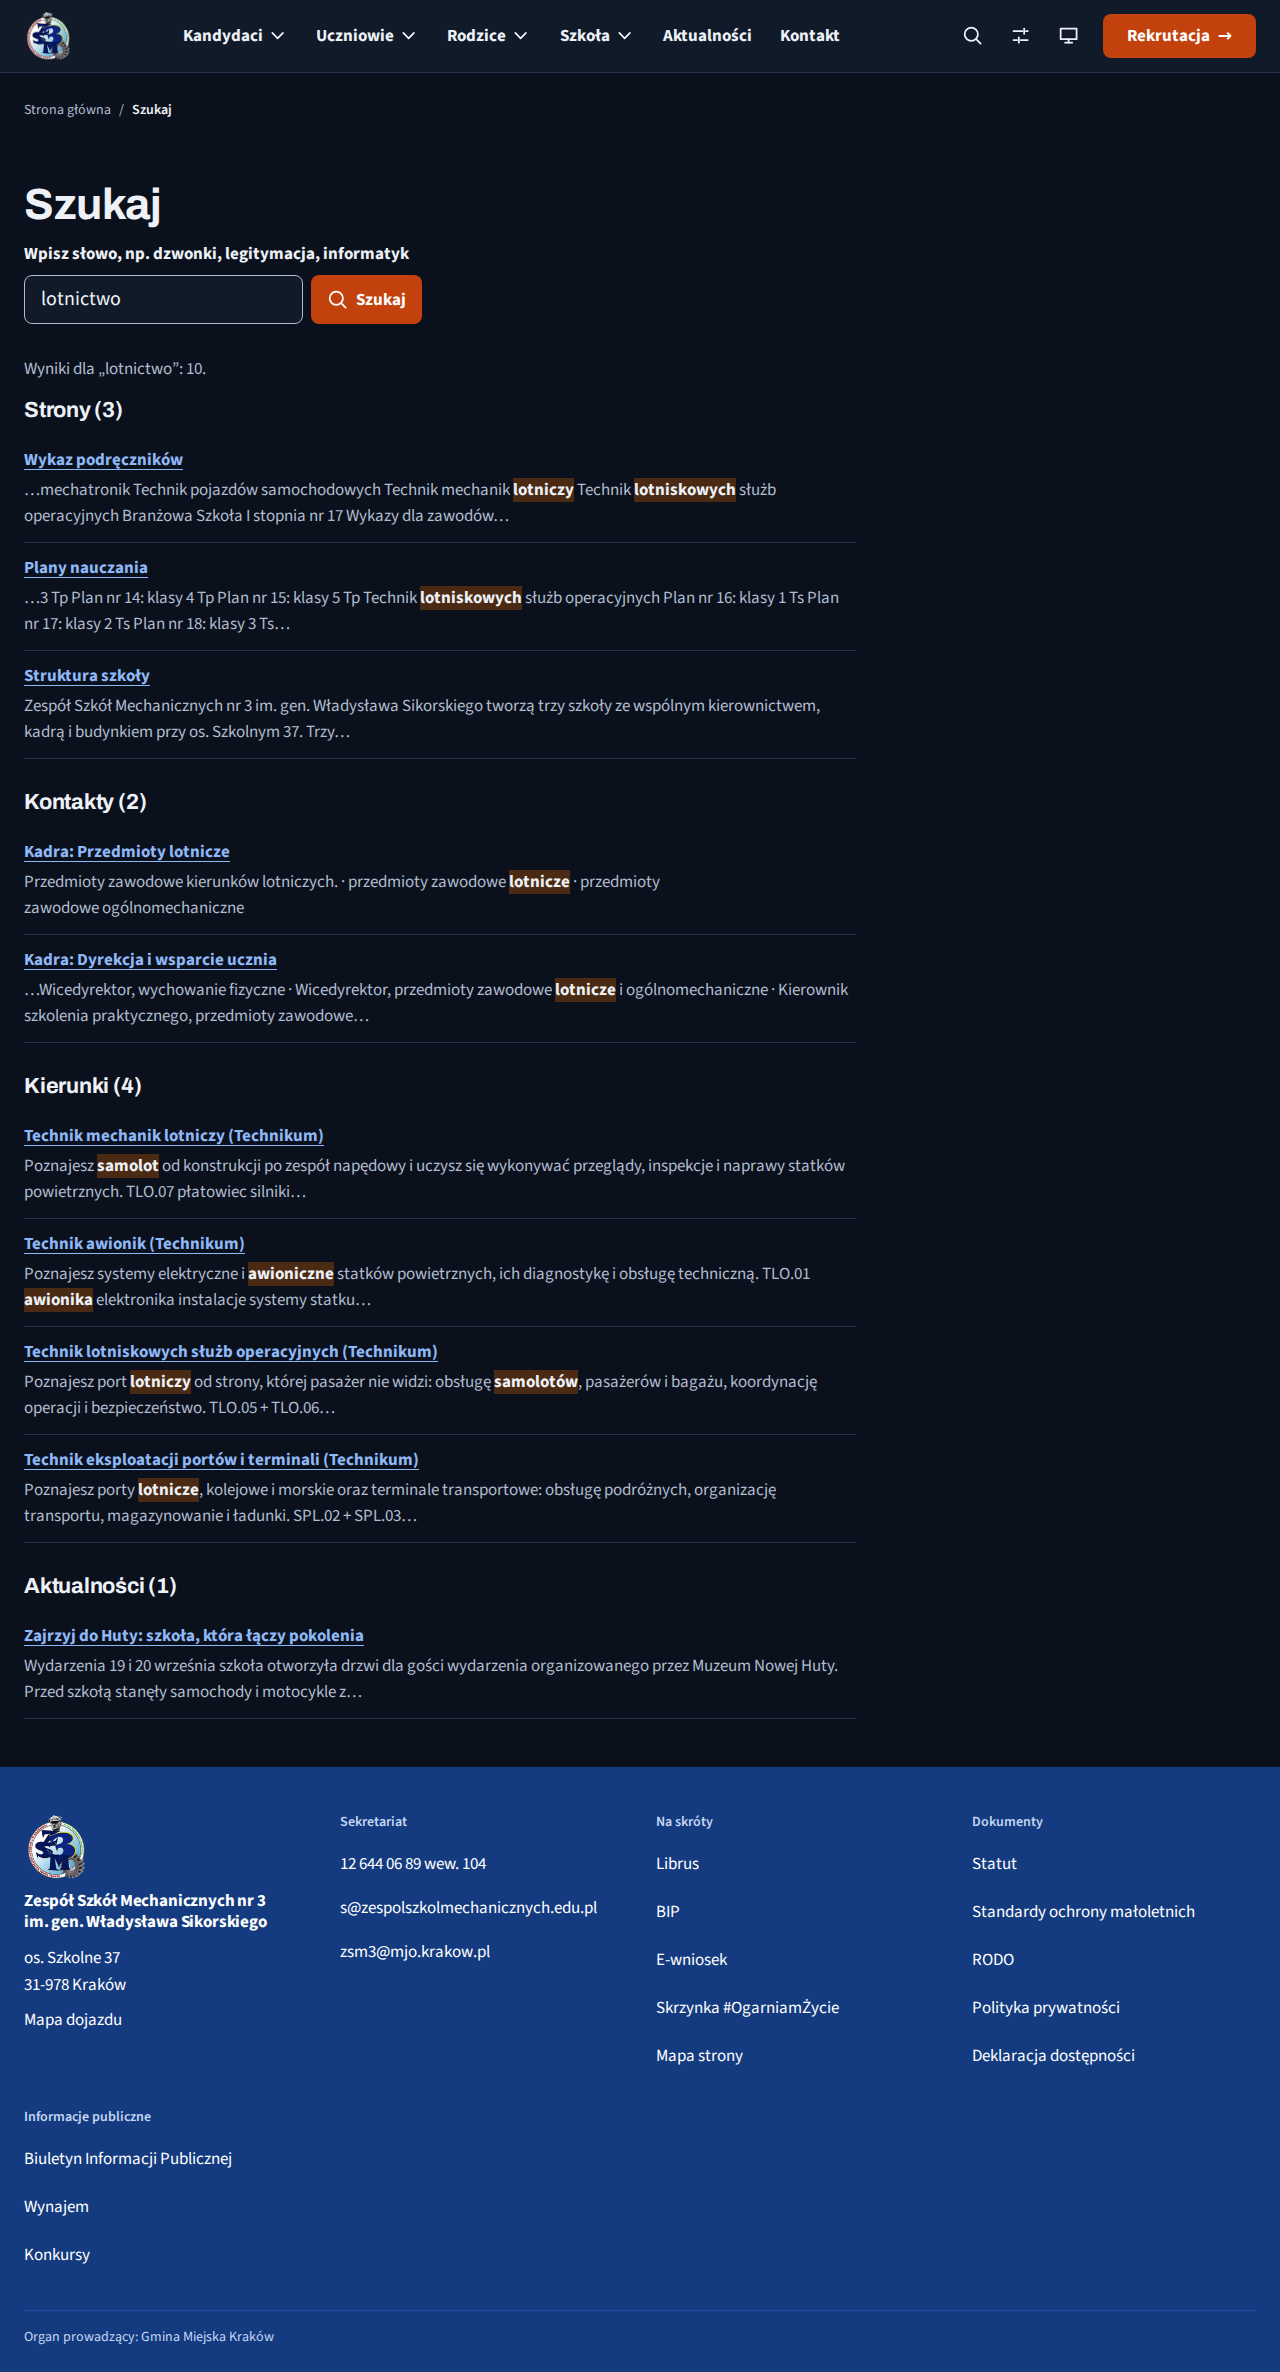 Kandydaci
Uczniowie
Rodzice
Szkoła
Aktualności
Kontakt
Rekrutacja →
Strona główna / Szukaj
Szukaj
Wpisz słowo, np. dzwonki, legitymacja, informatyk
lotnictwo
Szukaj
Wyniki dla „lotnictwo”: 10.
Strony (3)
Wykaz podręczników
…mechatronik Technik pojazdów samochodowych Technik mechanik lotniczy Technik lotniskowych służb
operacyjnych Branżowa Szkoła I stopnia nr 17 Wykazy dla zawodów…
Plany nauczania
…3 Tp Plan nr 14: klasy 4 Tp Plan nr 15: klasy 5 Tp Technik lotniskowych służb operacyjnych Plan nr 16: klasy 1 Ts Plan
nr 17: klasy 2 Ts Plan nr 18: klasy 3 Ts…
Struktura szkoły
Zespół Szkół Mechanicznych nr 3 im. gen. Władysława Sikorskiego tworzą trzy szkoły ze wspólnym kierownictwem,
kadrą i budynkiem przy os. Szkolnym 37. Trzy…
Kontakty (2)
Kadra: Przedmioty lotnicze
Przedmioty zawodowe kierunków lotniczych. · przedmioty zawodowe lotnicze · przedmioty
zawodowe ogólnomechaniczne
Kadra: Dyrekcja i wsparcie ucznia
…Wicedyrektor, wychowanie fizyczne · Wicedyrektor, przedmioty zawodowe lotnicze i ogólnomechaniczne · Kierownik
szkolenia praktycznego, przedmioty zawodowe…
Kierunki (4)
Technik mechanik lotniczy (Technikum)
Poznajesz samolot od konstrukcji po zespół napędowy i uczysz się wykonywać przeglądy, inspekcje i naprawy statków
powietrznych. TLO.07 płatowiec silniki…
Technik awionik (Technikum)
Poznajesz systemy elektryczne i awioniczne statków powietrznych, ich diagnostykę i obsługę techniczną. TLO.01
awionika elektronika instalacje systemy statku…
Technik lotniskowych służb operacyjnych (Technikum)
Poznajesz port lotniczy od strony, której pasażer nie widzi: obsługę samolotów, pasażerów i bagażu, koordynację
operacji i bezpieczeństwo. TLO.05 + TLO.06…
Technik eksploatacji portów i terminali (Technikum)
Poznajesz porty lotnicze, kolejowe i morskie oraz terminale transportowe: obsługę podróżnych, organizację
transportu, magazynowanie i ładunki. SPL.02 + SPL.03…
Aktualności (1)
Zajrzyj do Huty: szkoła, która łączy pokolenia
Wydarzenia 19 i 20 września szkoła otworzyła drzwi dla gości wydarzenia organizowanego przez Muzeum Nowej Huty.
Przed szkołą stanęły samochody i motocykle z…
Zespół Szkół Mechanicznych nr 3
im. gen. Władysława Sikorskiego
os. Szkolne 37
31-978 Kraków
Mapa dojazdu
Sekretariat
12 644 06 89 wew. 104
s@zespolszkolmechanicznych.edu.pl
zsm3@mjo.krakow.pl
Na skróty
Librus
BIP
E-wniosek
Skrzynka #OgarniamŻycie
Mapa strony
Dokumenty
Statut
Standardy ochrony małoletnich
RODO
Polityka prywatności
Deklaracja dostępności
Informacje publiczne
Biuletyn Informacji Publicznej
Wynajem
Konkursy
Organ prowadzący: Gmina Miejska Kraków